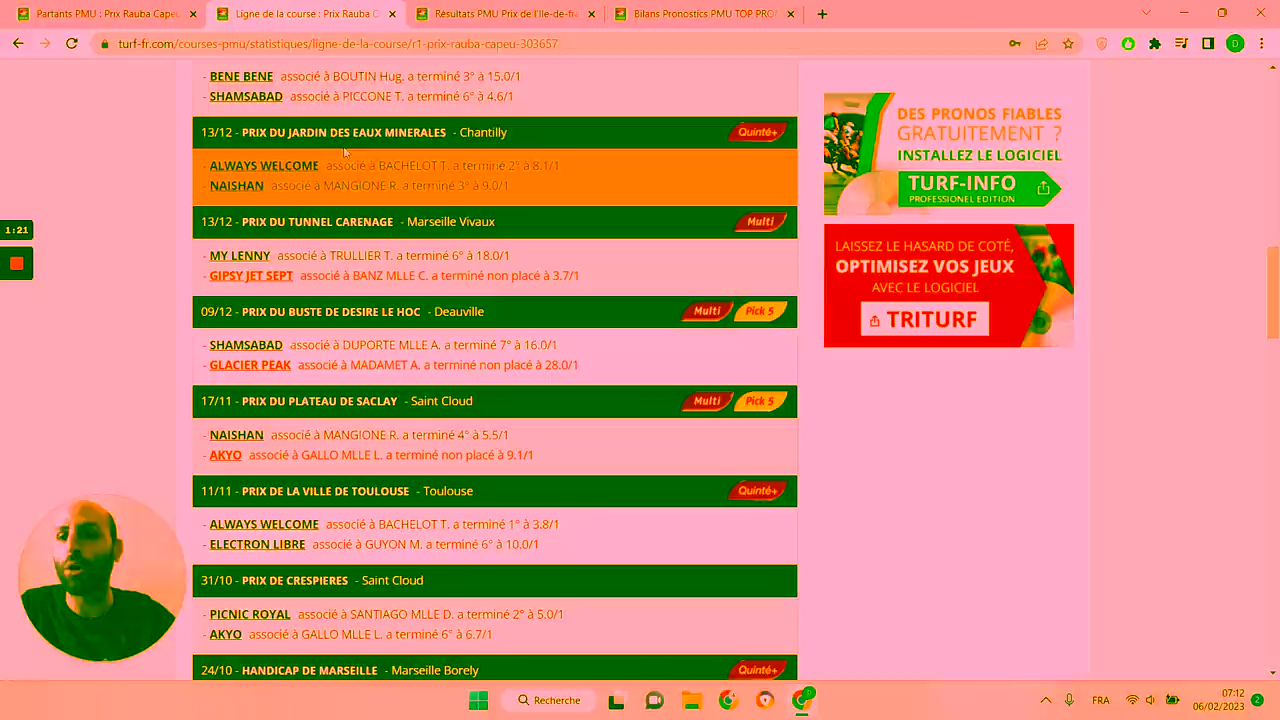 Partants PMU : Prix Rauba Capeu
Ligne de la course : Prix Rauba C
Résultats PMU Prix de l'Ile-de-fra
Bilans Pronostics PMU TOP PRO
turf-fr.com/courses-pmu/statistiques/ligne-de-la-course/r1-prix-rauba-capeu-303657
- BENE BENE associé à BOUTIN Hug. a terminé 3° à 15.0/1
- SHAMSABAD associé à PICCONE T. a terminé 6° à 4.6/1
13/12 - PRIX DU JARDIN DES EAUX MINERALES - Chantilly Quinté+
- ALWAYS WELCOME associé à BACHELOT T. a terminé 2° à 8.1/1
- NAISHAN associé à MANGIONE R. a terminé 3° à 9.0/1
13/12 - PRIX DU TUNNEL CARENAGE - Marseille Vivaux Multi
- MY LENNY associé à TRULLIER T. a terminé 6° à 18.0/1
- GIPSY JET SEPT associé à BANZ MLLE C. a terminé non placé à 3.7/1
09/12 - PRIX DU BUSTE DE DESIRE LE HOC - Deauville Multi Pick 5
- SHAMSABAD associé à DUPORTE MLLE A. a terminé 7° à 16.0/1
- GLACIER PEAK associé à MADAMET A. a terminé non placé à 28.0/1
17/11 - PRIX DU PLATEAU DE SACLAY - Saint Cloud Multi Pick 5
- NAISHAN associé à MANGIONE R. a terminé 4° à 5.5/1
- AKYO associé à GALLO MLLE L. a terminé non placé à 9.1/1
11/11 - PRIX DE LA VILLE DE TOULOUSE - Toulouse Quinté+
- ALWAYS WELCOME associé à BACHELOT T. a terminé 1° à 3.8/1
- ELECTRON LIBRE associé à GUYON M. a terminé 6° à 10.0/1
31/10 - PRIX DE CRESPIERES - Saint Cloud
- PICNIC ROYAL associé à SANTIAGO MLLE D. a terminé 2° à 5.0/1
- AKYO associé à GALLO MLLE L. a terminé 6° à 6.7/1
24/10 - HANDICAP DE MARSEILLE - Marseille Borely Quinté+
DES PRONOS FIABLES
GRATUITEMENT ?
INSTALLEZ LE LOGICIEL
TURF-INFO
PROFESSIONEL EDITION
LAISSEZ LE HASARD DE COTÉ,
OPTIMISEZ VOS JEUX
AVEC LE LOGICIEL
TRITURF
1:21
Recherche
FRA
07:12
06/02/2023
2
D